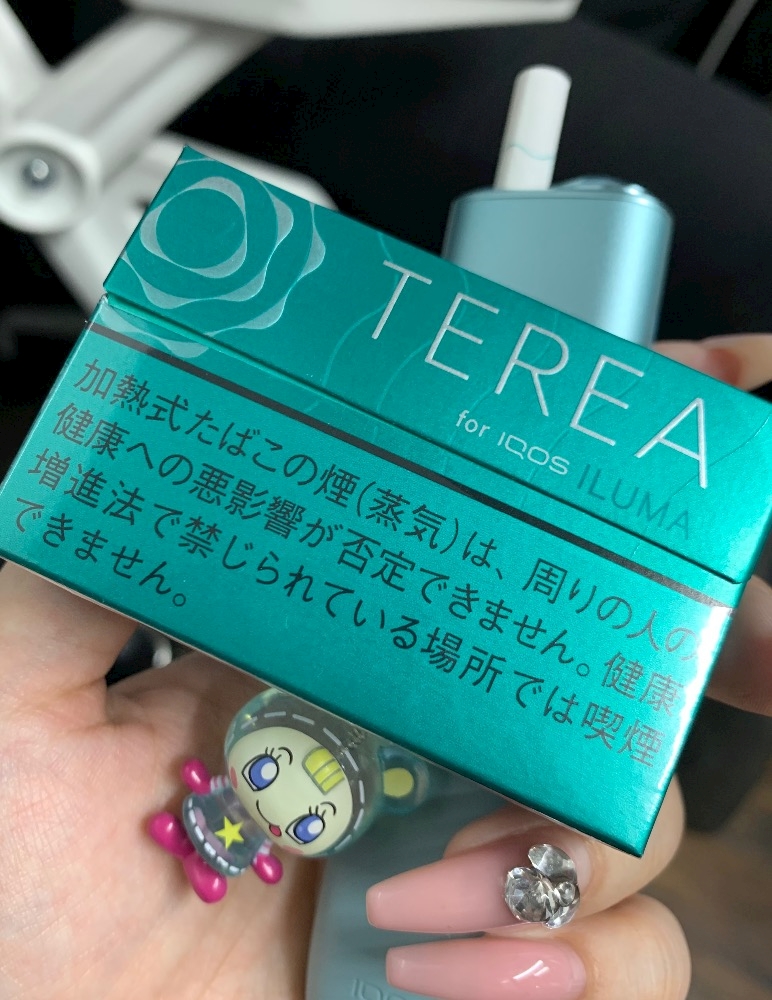 TEREA
for IQOS ILUMA
加熱式たばこの煙(蒸気)は、周りの人の
健康への悪影響が否定できません。健康
増進法で禁じられている場所では喫煙
できません。
IQOS